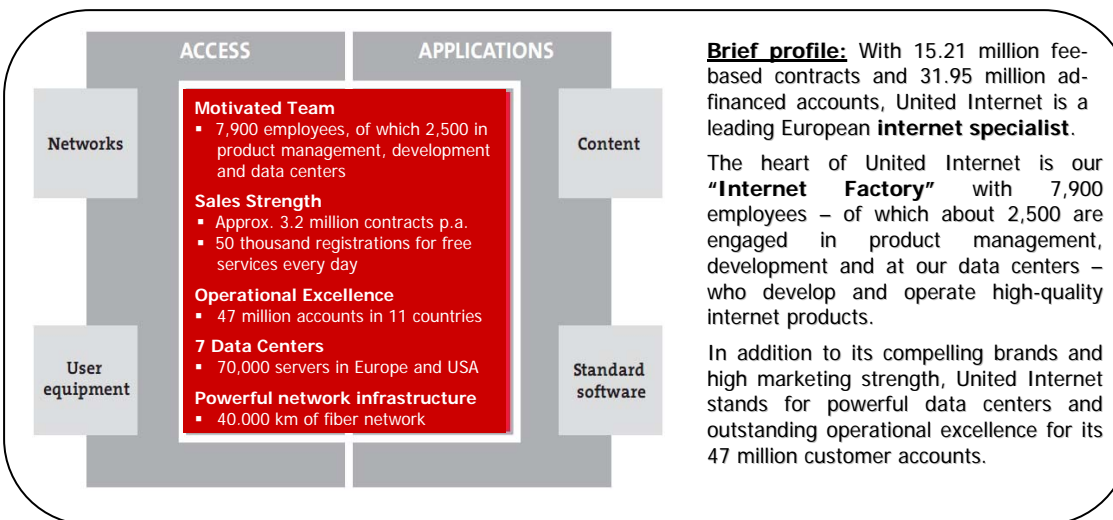 ACCESS
APPLICATIONS
Networks
User
equipment
Motivated Team
▪ 7,900 employees, of which 2,500 in
product management, development
and data centers
Sales Strength
▪ Approx. 3.2 million contracts p.a.
▪ 50 thousand registrations for free
services every day
Operational Excellence
▪ 47 million accounts in 11 countries
7 Data Centers
▪ 70,000 servers in Europe and USA
Powerful network infrastructure
▪ 40.000 km of fiber network
Content
Standard
software
Brief profile: With 15.21 million fee-
based contracts and 31.95 million ad-
financed accounts, United Internet is a
leading European internet specialist.
The heart of United Internet is our
“Internet Factory” with 7,900
employees – of which about 2,500 are
engaged in product management,
development and at our data centers –
who develop and operate high-quality
internet products.
In addition to its compelling brands and
high marketing strength, United Internet
stands for powerful data centers and
outstanding operational excellence for its
47 million customer accounts.